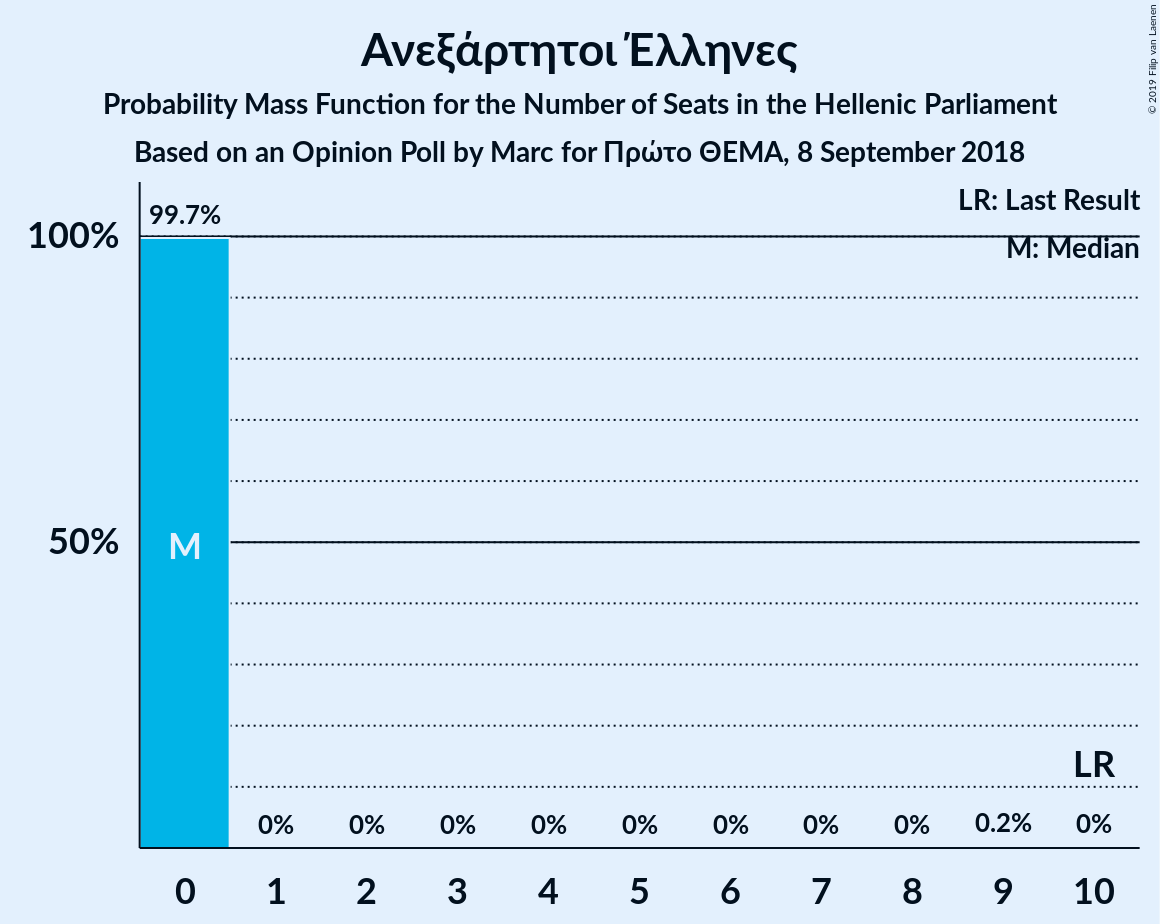 Ανεξάρτητοι Έλληνες
Probability Mass Function for the Number of Seats in the Hellenic Parliament
Based on an Opinion Poll by Marc for Πρώτο ΘΕΜΑ, 8 September 2018
© 2019 Filip van Laenen
LR: Last Result
M: Median
99.7%
100%
50%
M
LR
0% 0% 0% 0% 0% 0% 0% 0% 0.2% 0%
0 1 2 3 4 5 6 7 8 9 10